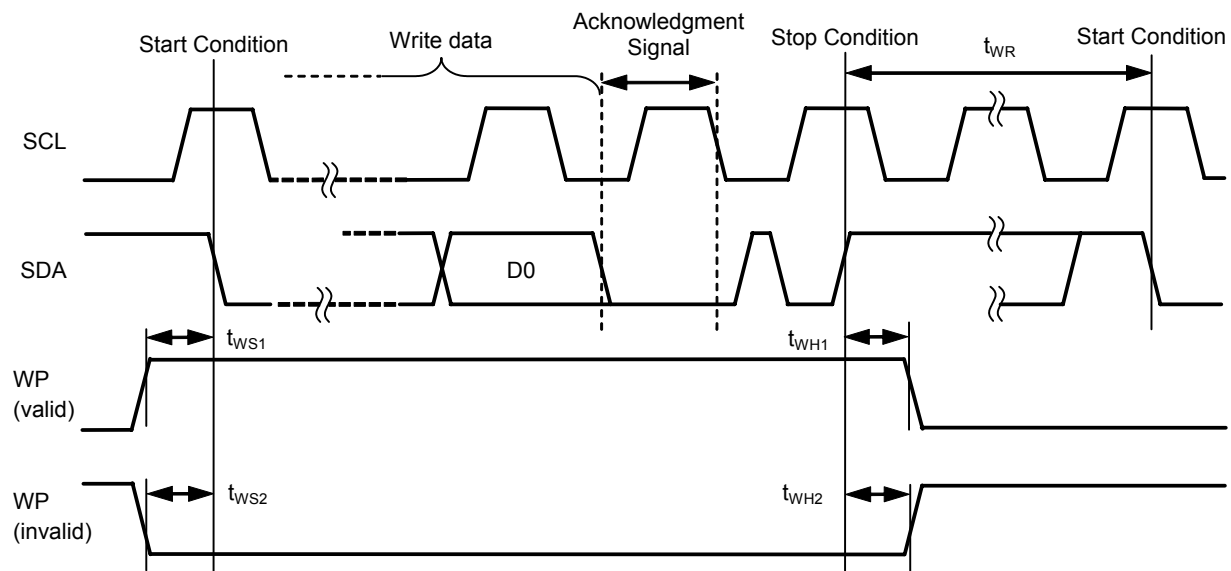 Start Condition
Write data
Acknowledgment
Signal
Stop Condition
tWR
Start Condition
SCL
SDA
D0
tWS1
tWH1
WP
(valid)
tWS2
tWH2
WP
(invalid)